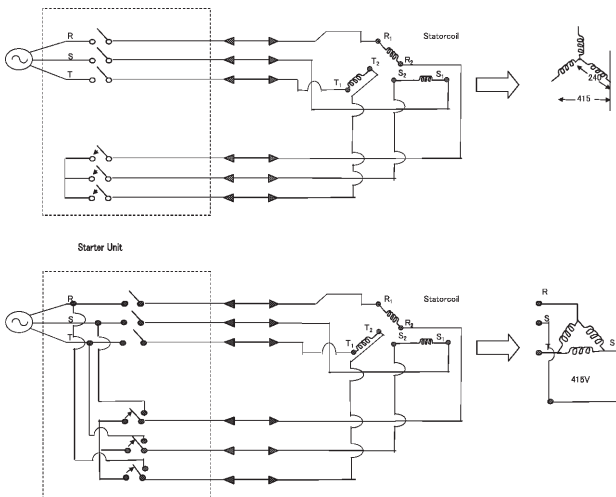 R
S
T
R1
R2
T1
T2
S2
S1
Statorcoil
240
415
Starter Unit
R
S
T
R1
R2
T1
T2
S2
S1
Statorcoil
R
S
T
S
415V